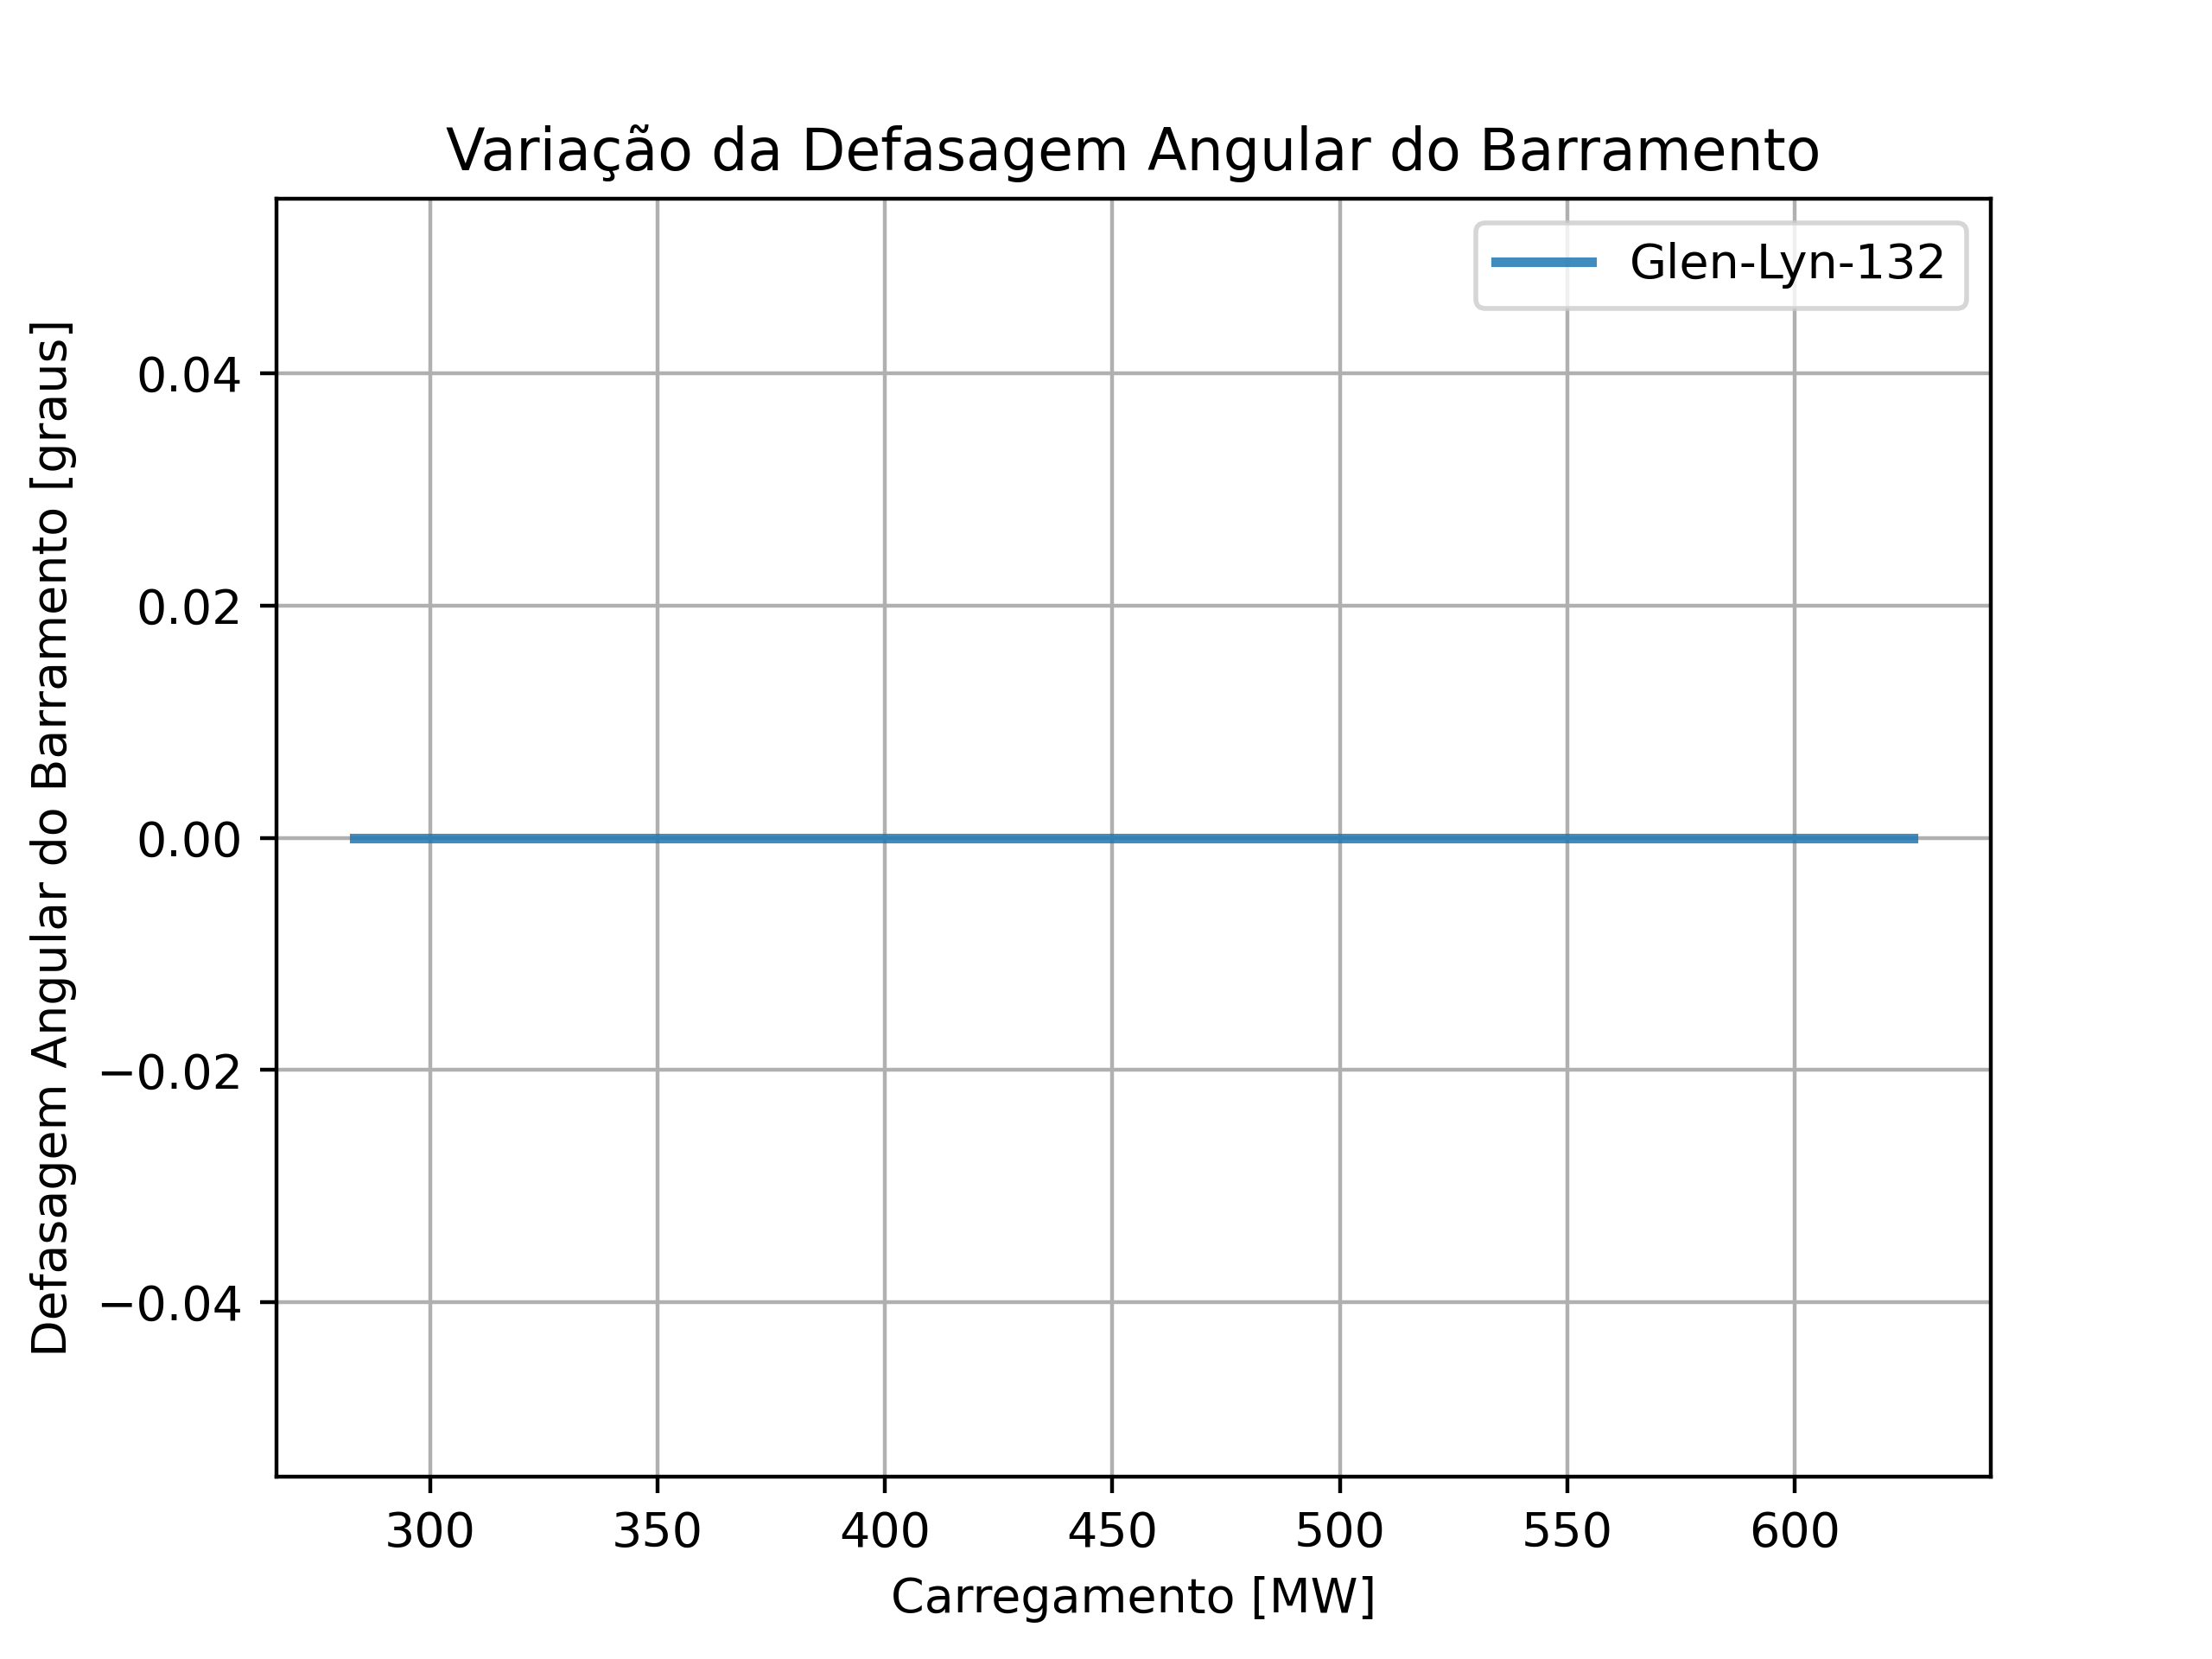 Variação da Defasagem Angular do Barramento
Glen-Lyn-132
Defasagem Angular do Barramento [graus]
0.04
0.02
0.00
−0.02
−0.04
300 350 400 450 500 550 600
Carregamento [MW]